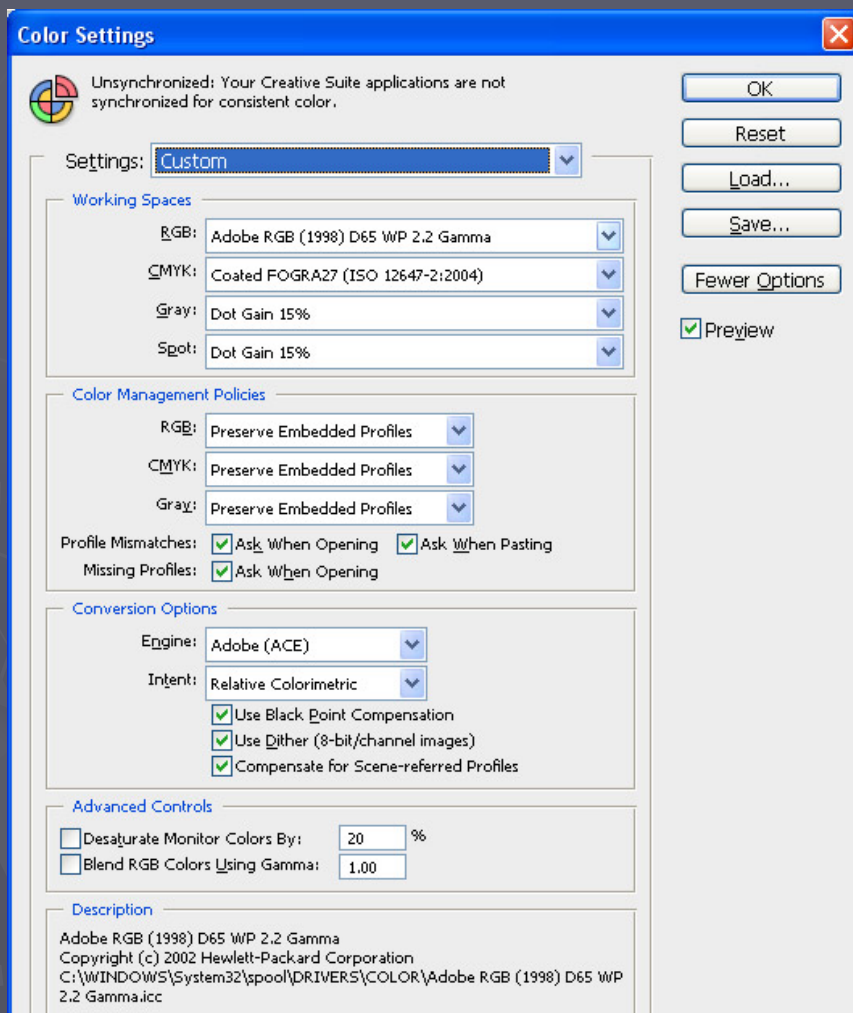 Color Settings
Unsynchronized: Your Creative Suite applications are not
synchronized for consistent color.
OK
Reset
Load...
Save...
Fewer Options
Preview
Settings: Custom
Working Spaces
RGB: Adobe RGB (1998) D65 WP 2.2 Gamma
CMYK: Coated FOGRA27 (ISO 12647-2:2004)
Gray: Dot Gain 15%
Spot: Dot Gain 15%
Color Management Policies
RGB: Preserve Embedded Profiles
CMYK: Preserve Embedded Profiles
Gray: Preserve Embedded Profiles
Profile Mismatches: Ask When Opening Ask When Pasting
Missing Profiles: Ask When Opening
Conversion Options
Engine: Adobe (ACE)
Intent: Relative Colorimetric
Use Black Point Compensation
Use Dither (8-bit/channel images)
Compensate for Scene-referred Profiles
Advanced Controls
Desaturate Monitor Colors By: 20 %
Blend RGB Colors Using Gamma: 1.00
Description
Adobe RGB (1998) D65 WP 2.2 Gamma
Copyright (c) 2002 Hewlett-Packard Corporation
C:\WINDOWS\System32\spool\DRIVERS\COLOR\Adobe RGB (1998) D65 WP
2.2 Gamma.icc